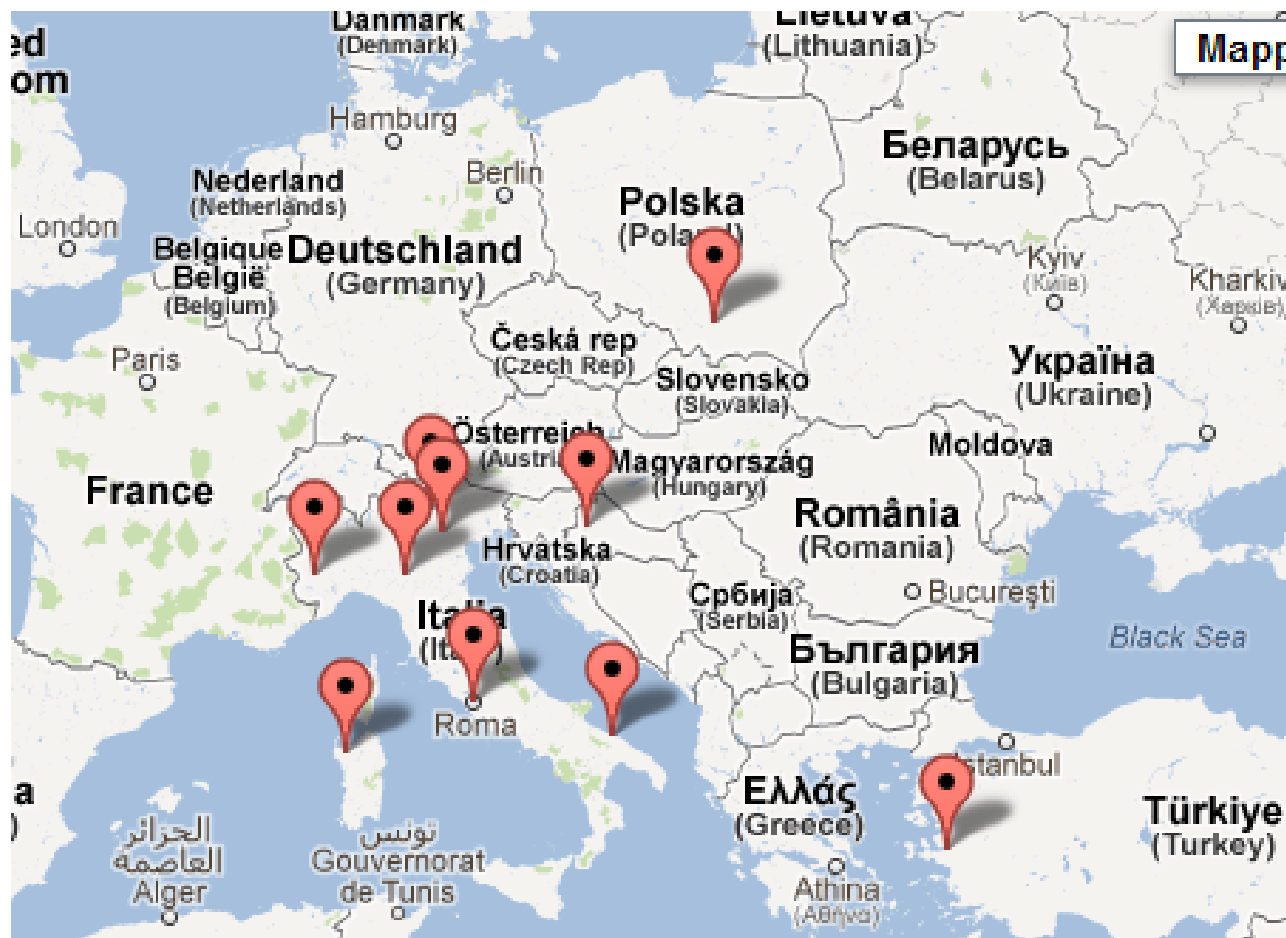 Danmark
(Denmark)
Lietuva
(Lithuania)
Mapp
ed
om
Hamburg
Беларусь
(Belarus)
Berlin
Nederland
(Netherlands)
Polska
London
Belgique
België
(Belgium)
Deutschland
(Germany)
Kyiv
(Київ)
Kharkiv
(Харків)
Česká rep
(Czech Rep)
Paris
Україна
(Ukraine)
Slovensko
(Slovakia)
Österreich
(Austria
Moldova
Magyarország
(Hungary)
France
România
(Romania)
Hrvatska
(Croatia)
Србија
(Serbia)
Bucureşti
Italia
Black Sea
България
(Bulgaria)
Roma
Istanbul
a
)
Ελλάς
(Greece)
Türkiye
(Turkey)
الجزائر
العاصمة
Alger
تونس
Gouvernorat
de Tunis
Athina
(Αθήνα)